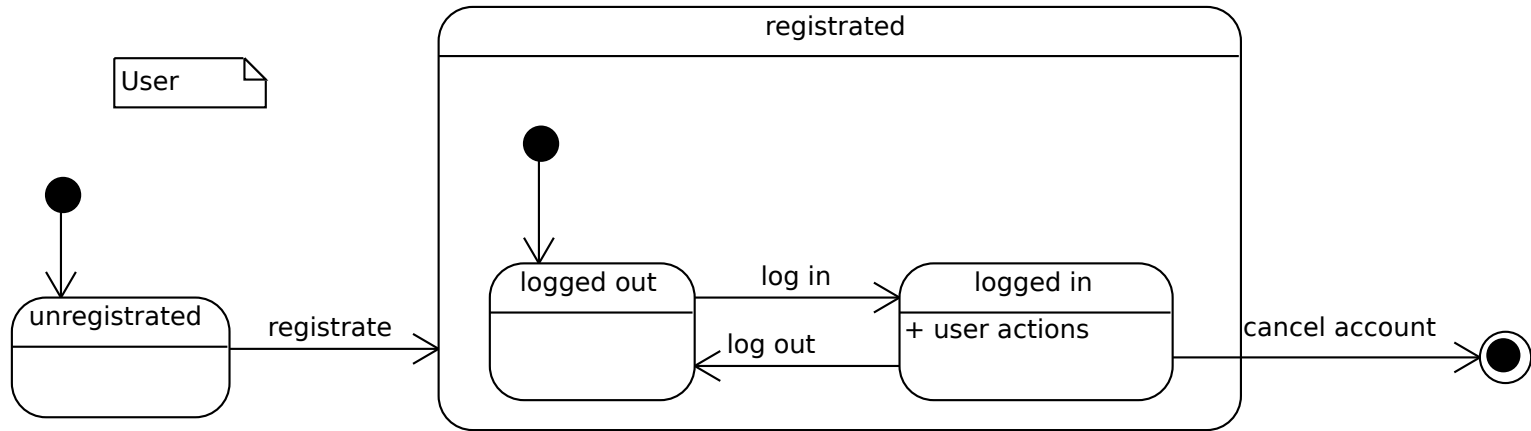 registrated
User
logged out
log in
logged in
unregistrated
registrate
+ user actions
cancel account
log out